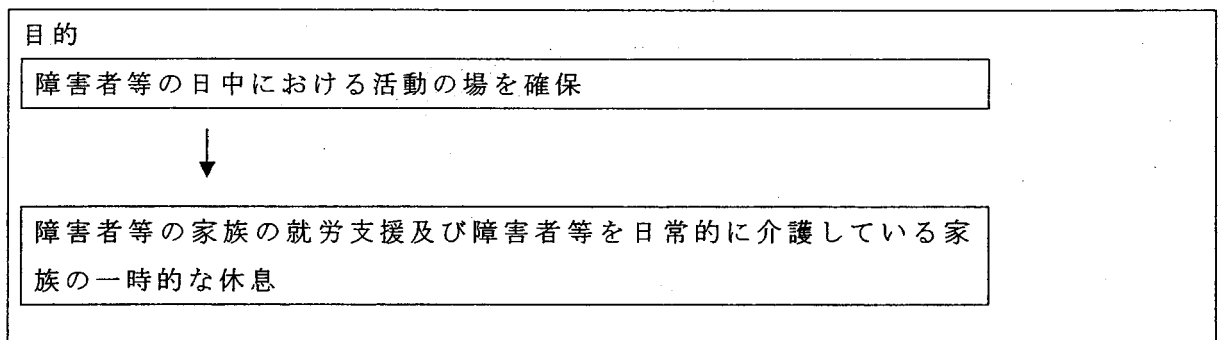 目的
障害者等の日中における活動の場を確保
障害者等の家族の就労支援及び障害者等を日常的に介護している家
族の一時的な休息